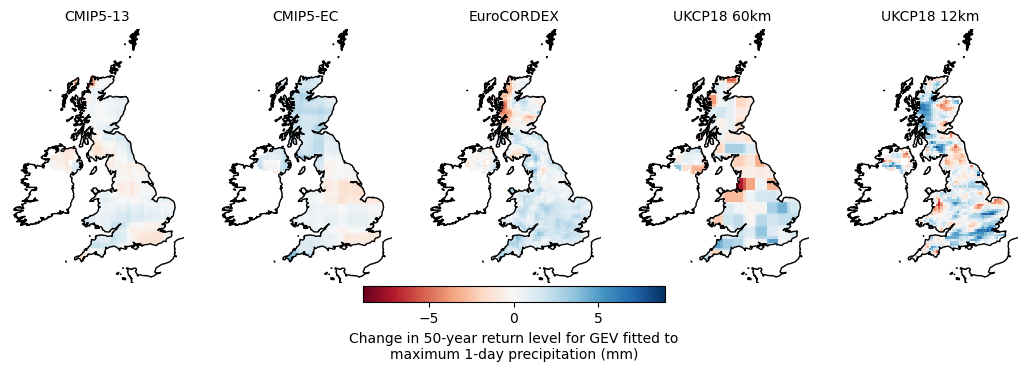 CMIP5-13
CMIP5-EC
EuroCORDEX
UKCP18 60km
UKCP18 12km
−5
0
5
Change in 50-year return level for GEV fitted to
maximum 1-day precipitation (mm)